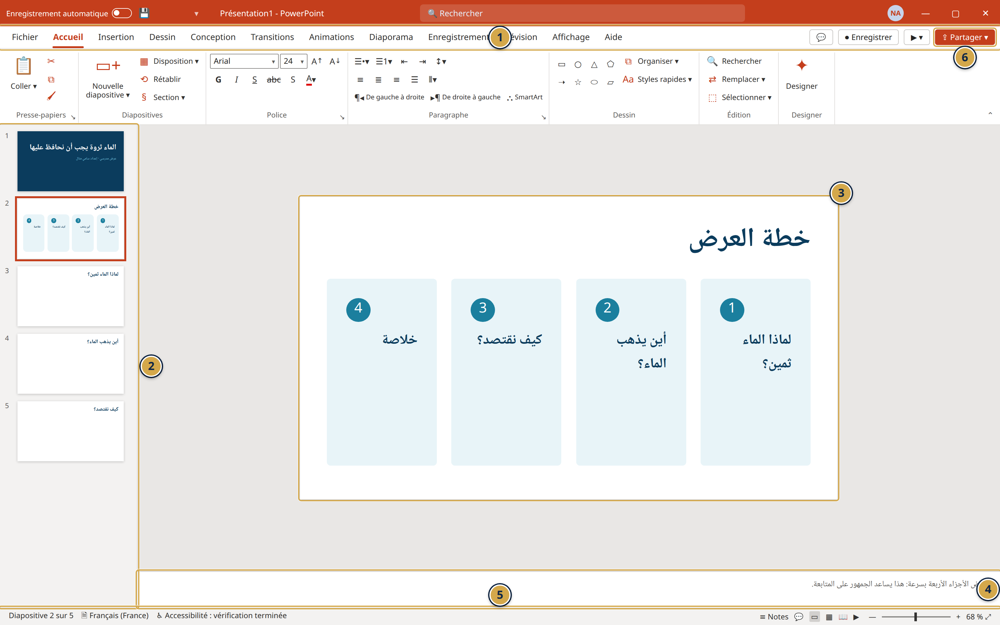 Enregistrement automatique
Présentation1 - PowerPoint
Rechercher
NA
Fichier Accueil Insertion Dessin Conception Transitions Animations Diaporama Enregistrement Affichage Aide
1
Enregistrer
Partager
6
Coller
Presse-papiers
Nouvelle
diapositive
Disposition
Rétablir
Section
Diapositives
Arial 24
G I S abc S A
Police
De gauche à droite De droite à gauche SmartArt
Paragraphe
Organiser
Styles rapides
Dessin
Rechercher
Remplacer
Sélectionner
Édition
Designer
Designer
1
الماء ثروة يجب أن نحافظ عليها
عرض مدرسي · إعداد: سامي مثال
2
خطة العرض
1
لماذا الماء
ثمين؟
2
أين يذهب
الماء؟
3
كيف نقتصد؟
4
خلاصة
3
لماذا الماء ثمين؟
4
أين يذهب الماء؟
5
كيف نقتصد؟
2
3
خطة العرض
1
لماذا الماء
ثمين؟
2
أين يذهب
الماء؟
3
كيف نقتصد؟
4
خلاصة
الأجزاء الأربعة بسرعة: هذا يساعد الجمهور على المتابعة.
4
5
Diapositive 2 sur 5 Français (France) Accessibilité : vérification terminée
Notes 68 %